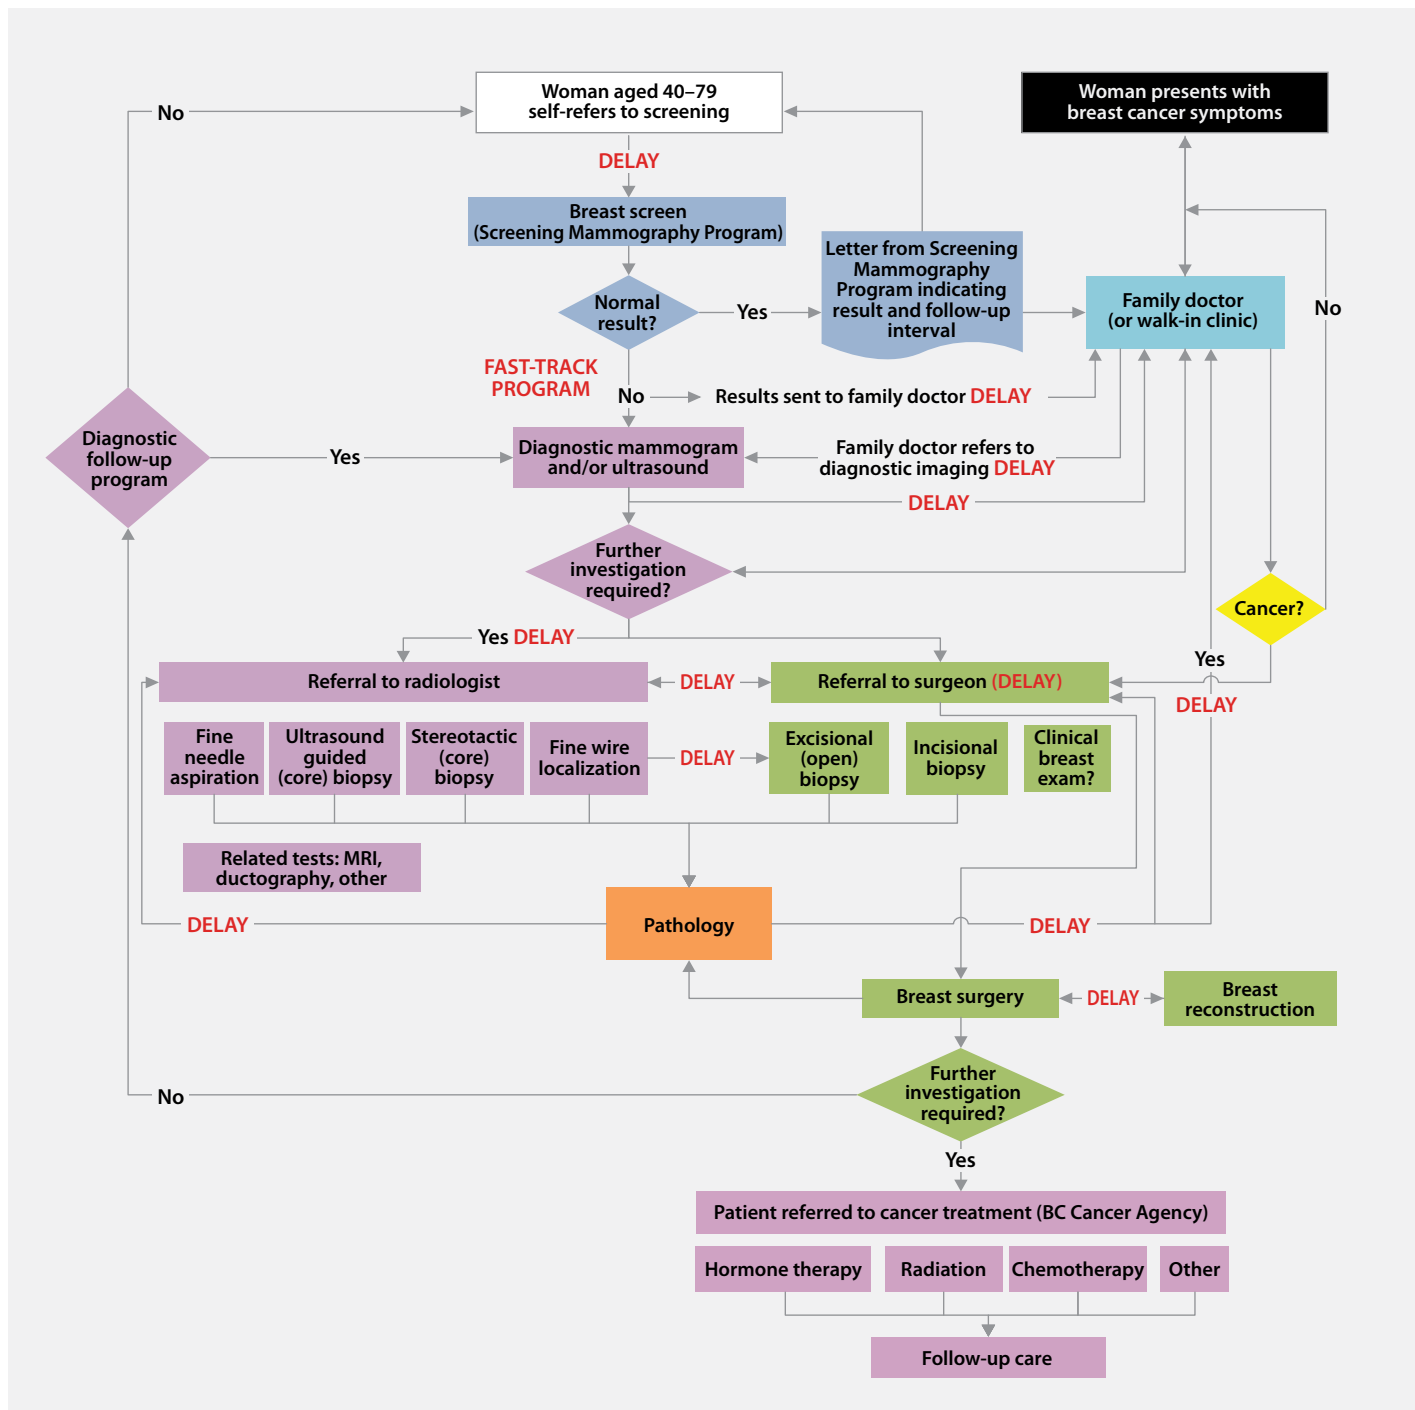 Woman aged 40–79
self-refers to screening
Woman presents with
breast cancer symptoms
No
DELAY
Breast screen
(Screening Mammography Program)
Letter from Screening
Mammography
Program indicating
result and follow-up
interval
Normal
result?
Yes
Family doctor
(or walk-in clinic)
No
FAST-TRACK
PROGRAM
No
Results sent to family doctor DELAY
Diagnostic
follow-up
program
Yes
Diagnostic mammogram
and/or ultrasound
Family doctor refers to
diagnostic imaging DELAY
DELAY
Further
investigation
required?
Cancer?
Yes DELAY
Yes
DELAY
Referral to radiologist
DELAY
Referral to surgeon (DELAY)
Fine
needle
aspiration
Ultrasound
guided
(core) biopsy
Stereotactic
(core)
biopsy
Fine wire
localization
DELAY
Excisional
(open)
biopsy
Incisional
biopsy
Clinical
breast
exam?
Related tests: MRI,
ductography, other
DELAY
Pathology
DELAY
Breast surgery
DELAY
Breast
reconstruction
Further
investigation
required?
No
Yes
Patient referred to cancer treatment (BC Cancer Agency)
Hormone therapy
Radiation
Chemotherapy
Other
Follow-up care